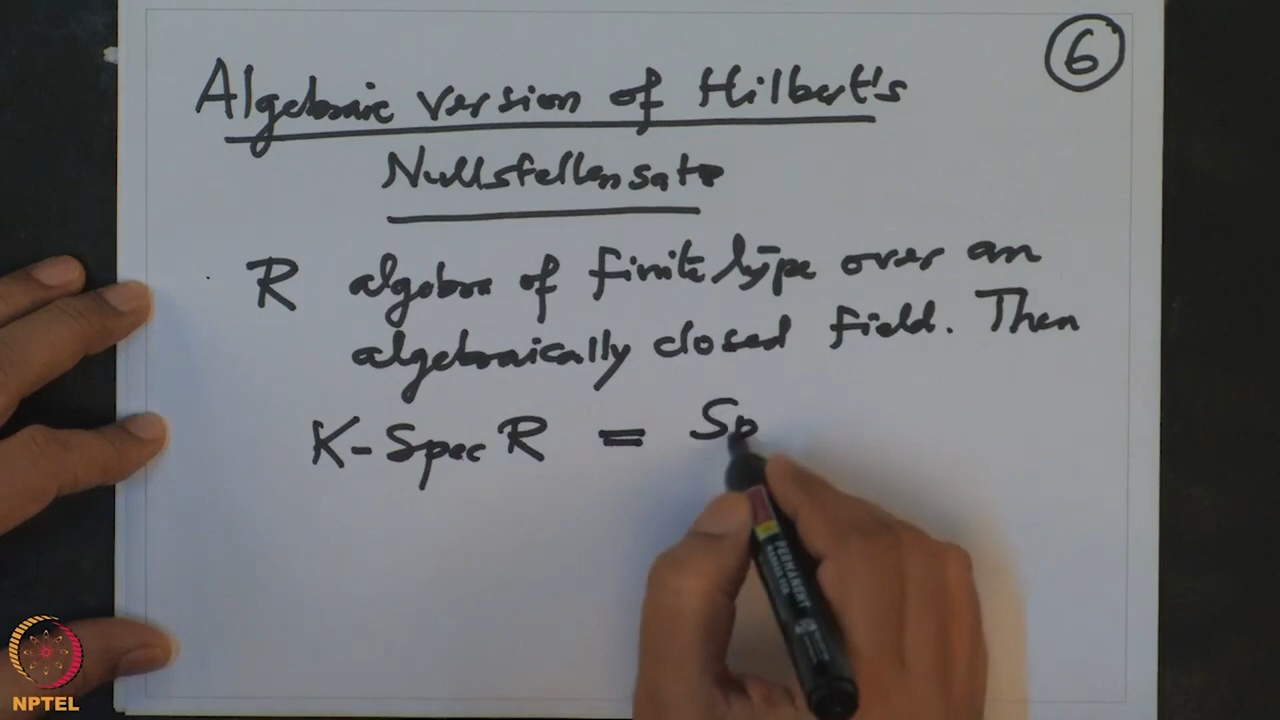 6
Algebraic version of Hilbert's
Nullstellensatz
R algebra of finite type over an
algebraically closed field. Then
K-Spec R = Sp
PERMANENT
NPTEL